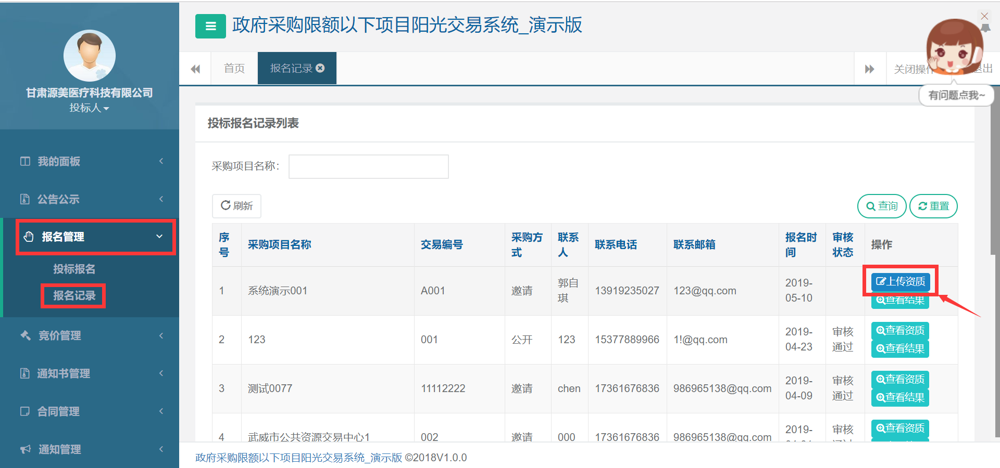 政府采购限额以下项目阳光交易系统_演示版
甘肃源美医疗科技有限公司
投标人
我的面板
公告公示
报名管理
投标报名
报名记录
竞价管理
通知书管理
合同管理
通知管理
首页
报名记录
关闭操作
退出
有问题点我~
投标报名记录列表
采购项目名称：
刷新
查询
重置
序号 采购项目名称 交易编号 采购方式 联系人 联系电话 联系邮箱 报名时间 审核状态 操作
1 系统演示001 A001 邀请 郭自琪 13919235027 123@qq.com 2019-05-10 上传资质
查看结果
2 123 001 公开 123 15377889966 1!@qq.com 2019-04-23 审核通过 查看资质
查看结果
3 测试0077 11112222 邀请 chen 17361676836 986965138@qq.com 2019-04-09 审核通过 查看资质
查看结果
4 武威市公共资源交易中心1 002 邀请 000 17361676836 986965138@qq.com 2019- 审核 查看资质
政府采购限额以下项目阳光交易系统_演示版 ©2018V1.0.0